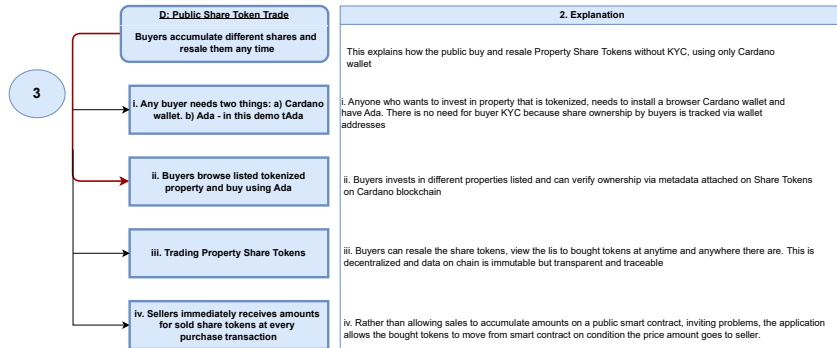 D: Public Share Token Trade
Buyers accumulate different shares and
resale them any time
2. Explanation
This explains how the public buy and resale Property Share Tokens without KYC, using only Cardano
wallet
3
i. Any buyer needs two things: a) Cardano
wallet. b) Ada - in this demo tAda
i. Anyone who wants to invest in property that is tokenized, needs to install a browser Cardano wallet and
have Ada. There is no need for buyer KYC because share ownership by buyers is tracked via wallet
addresses
ii. Buyers browse listed tokenized
property and buy using Ada
ii. Buyers invests in different properties listed and can verify ownership via metadata attached on Share Tokens
on Cardano blockchain
iii. Trading Property Share Tokens
iii. Buyers can resale the share tokens, view the lis to bought tokens at anytime and anywhere there are. This is
decentralized and data on chain is immutable but transparent and traceable
iv. Sellers immediately receives amounts
for sold share tokens at every
purchase transaction
iv. Rather than allowing sales to accumulate amounts on a public smart contract, inviting problems, the application
allows the bought tokens to move from smart contract on condition the price amount goes to seller.